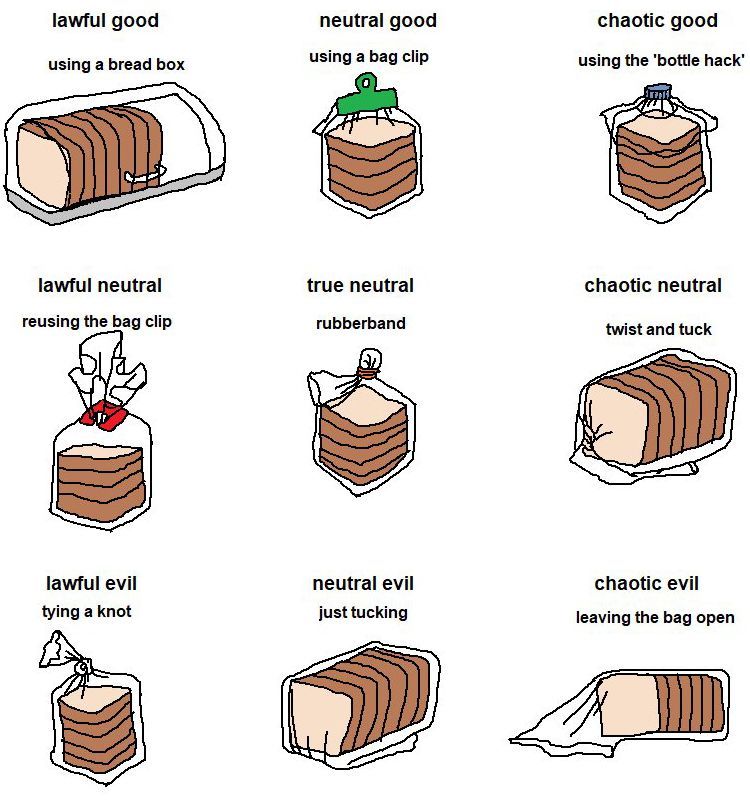 lawful good
using a bread box
neutral good
using a bag clip
chaotic good
using the 'bottle hack'
lawful neutral
reusing the bag clip
true neutral
rubberband
chaotic neutral
twist and tuck
lawful evil
tying a knot
neutral evil
just tucking
chaotic evil
leaving the bag open